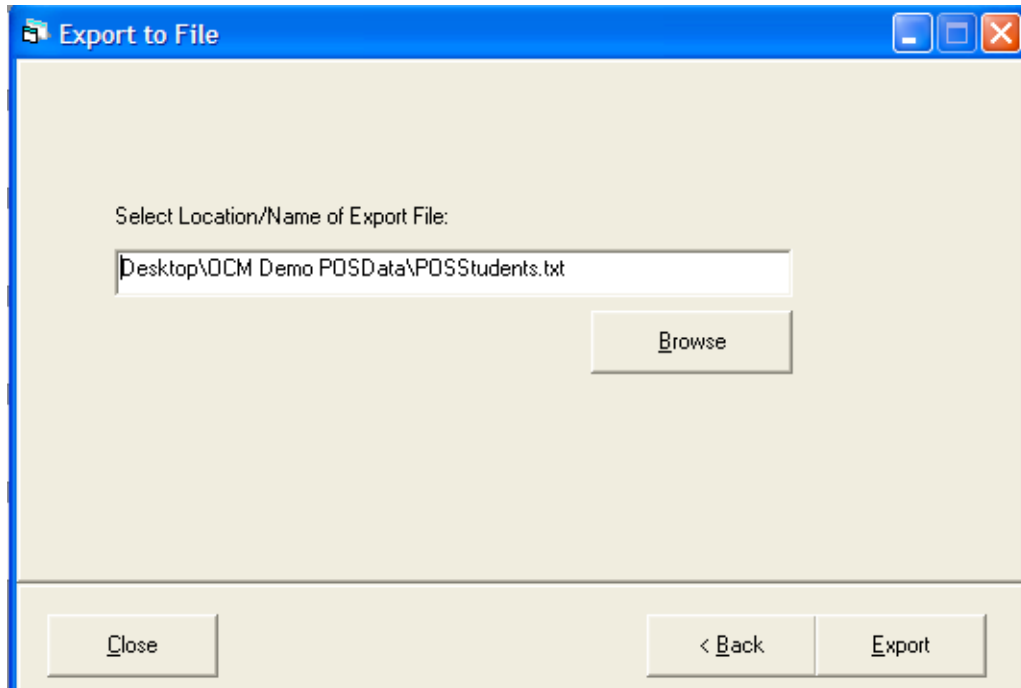 Export to File
Select Location/Name of Export File:
Desktop\OCM Demo POSData\POSStudents.txt
Browse
Close
< Back
Export